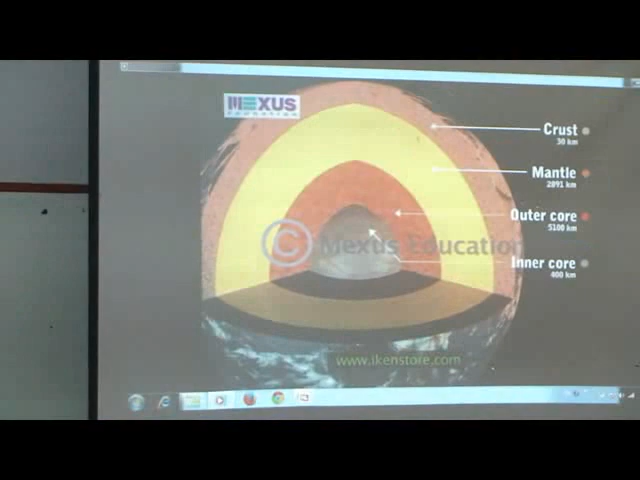 MEXUS
EDUCATION
Crust
30 km
Mantle
2891 km
Outer core
5100 km
© Mexus Education
Inner core
400 km
www.ikenstore.com